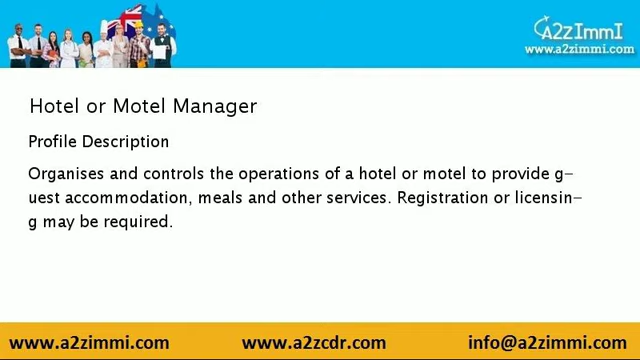 A2zImmI
www.a2zimmi.com
Hotel or Motel Manager
Profile Description
Organises and controls the operations of a hotel or motel to provide g–
uest accommodation, meals and other services. Registration or licensin–
g may be required.
www.a2zimmi.com www.a2zcdr.com info@a2zimmi.com